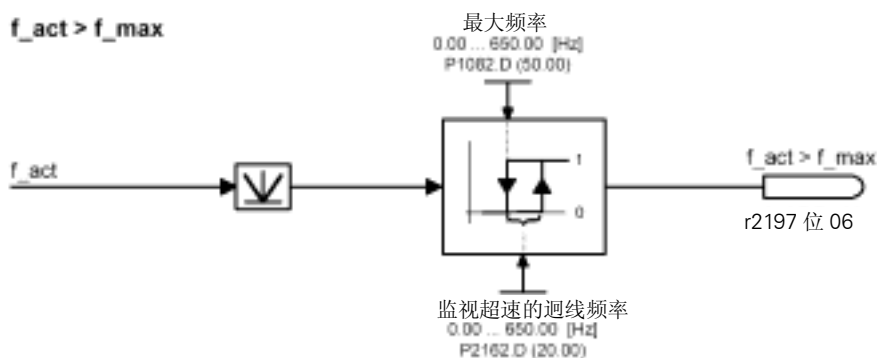 f_act > f_max
最大频率
0.00 ... 650.00 [Hz]
P1082.D (50.00)
f_act
1
0
f_act > f_max
r2197 位 06
监视超速的迥线频率
0.00 ... 650.00 [Hz]
P2162.D (20.00)